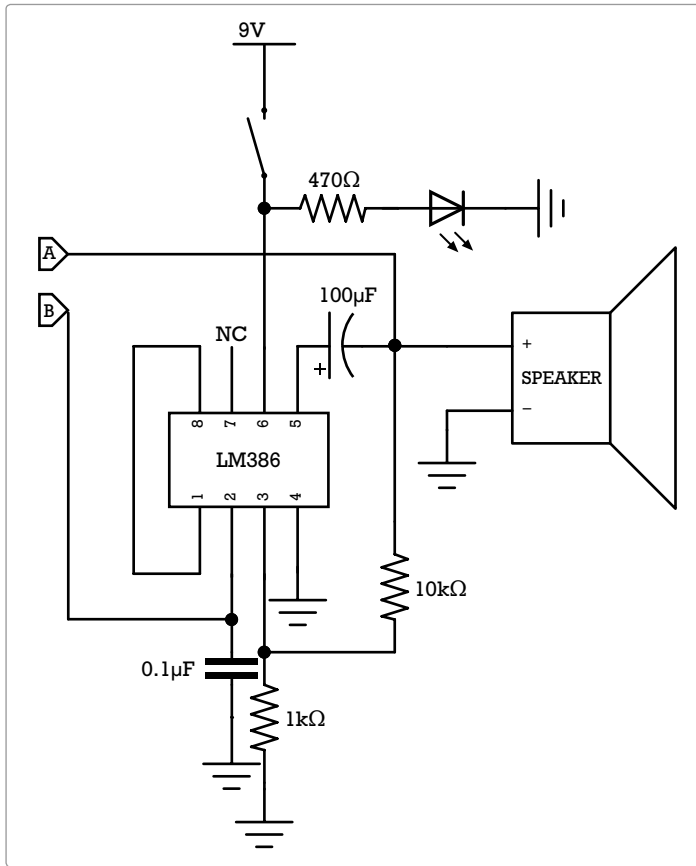 9V
470Ω
A
B
100µF
NC
+
+
SPEAKER
−
8 7 6 5
LM386
1 2 3 4
10kΩ
0.1µF
1kΩ